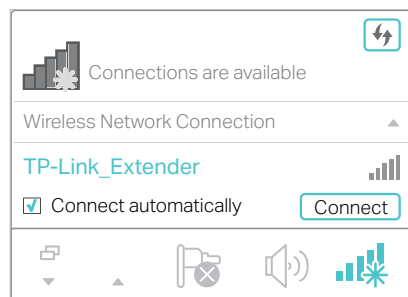 Connections are available
Wireless Network Connection
TP-Link_Extender
Connect automatically
Connect